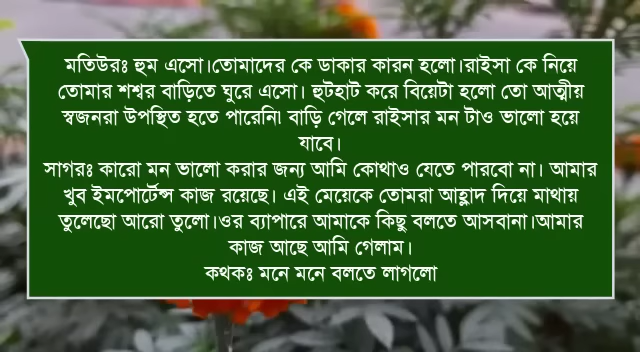 মতিউরঃ হুম এসো।তোমাদের কে ডাকার কারন হলো।রাইসা কে নিয়ে
তোমার শশ্বর বাড়িতে ঘুরে এসো। হুটহাট করে বিয়েটা হলো তো আত্মীয়
স্বজনরা উপস্থিত হতে পারেনি৷ বাড়ি গেলে রাইসার মন টাও ভালো হয়ে
যাবে।
সাগরঃ কারো মন ভালো করার জন্য আমি কোথাও যেতে পারবো না। আমার
খুব ইমপোর্টেন্স কাজ রয়েছে। এই মেয়েকে তোমরা আহ্লাদ দিয়ে মাথায়
তুলেছো আরো তুলো।ওর ব্যাপারে আমাকে কিছু বলতে আসবানা।আমার
কাজ আছে আমি গেলাম।
কথকঃ মনে মনে বলতে লাগলো